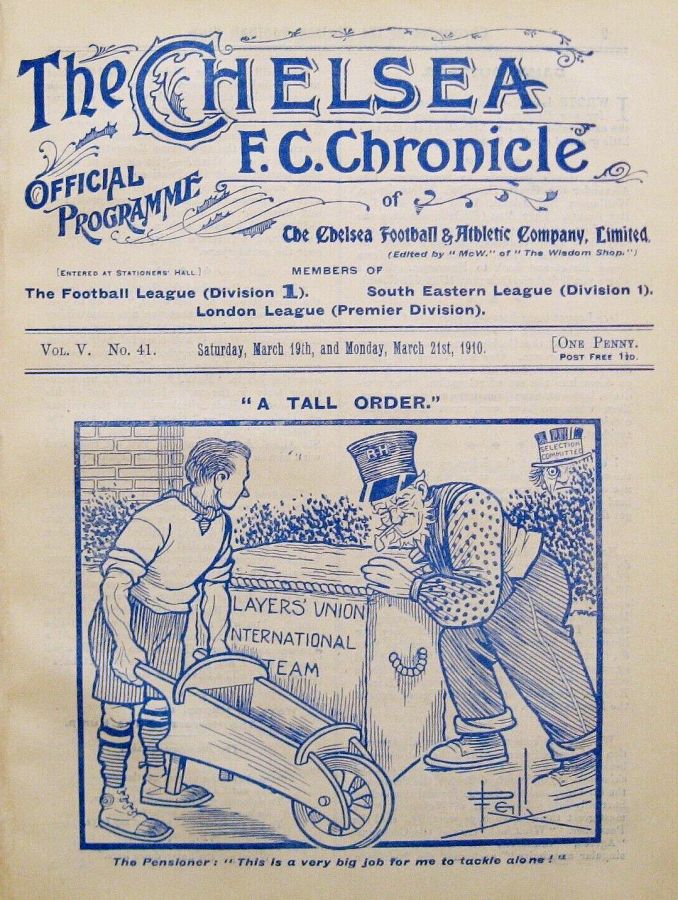 The CHELSEA
F.C. Chronicle
OFFICIAL
PROGRAMME
of
The Chelsea Football & Athletic Company, Limited.
(Edited by "McW." of "The Wisdom Shop.")
[ENTERED AT STATIONERS' HALL.]
MEMBERS OF
The Football League (Division 1).
South Eastern League (Division 1).
London League (Premier Division).
VOL. V. No. 41.
Saturday, March 19th, and Monday, March 21st, 1910.
[ONE PENNY.
POST FREE 1½D.
"A TALL ORDER."
R.H
SELECTION
COMMITTEE
LAYERS' UNION
NTERNATIONAL
TEAM
The Pensioner: "This is a very big job for me to tackle alone!"